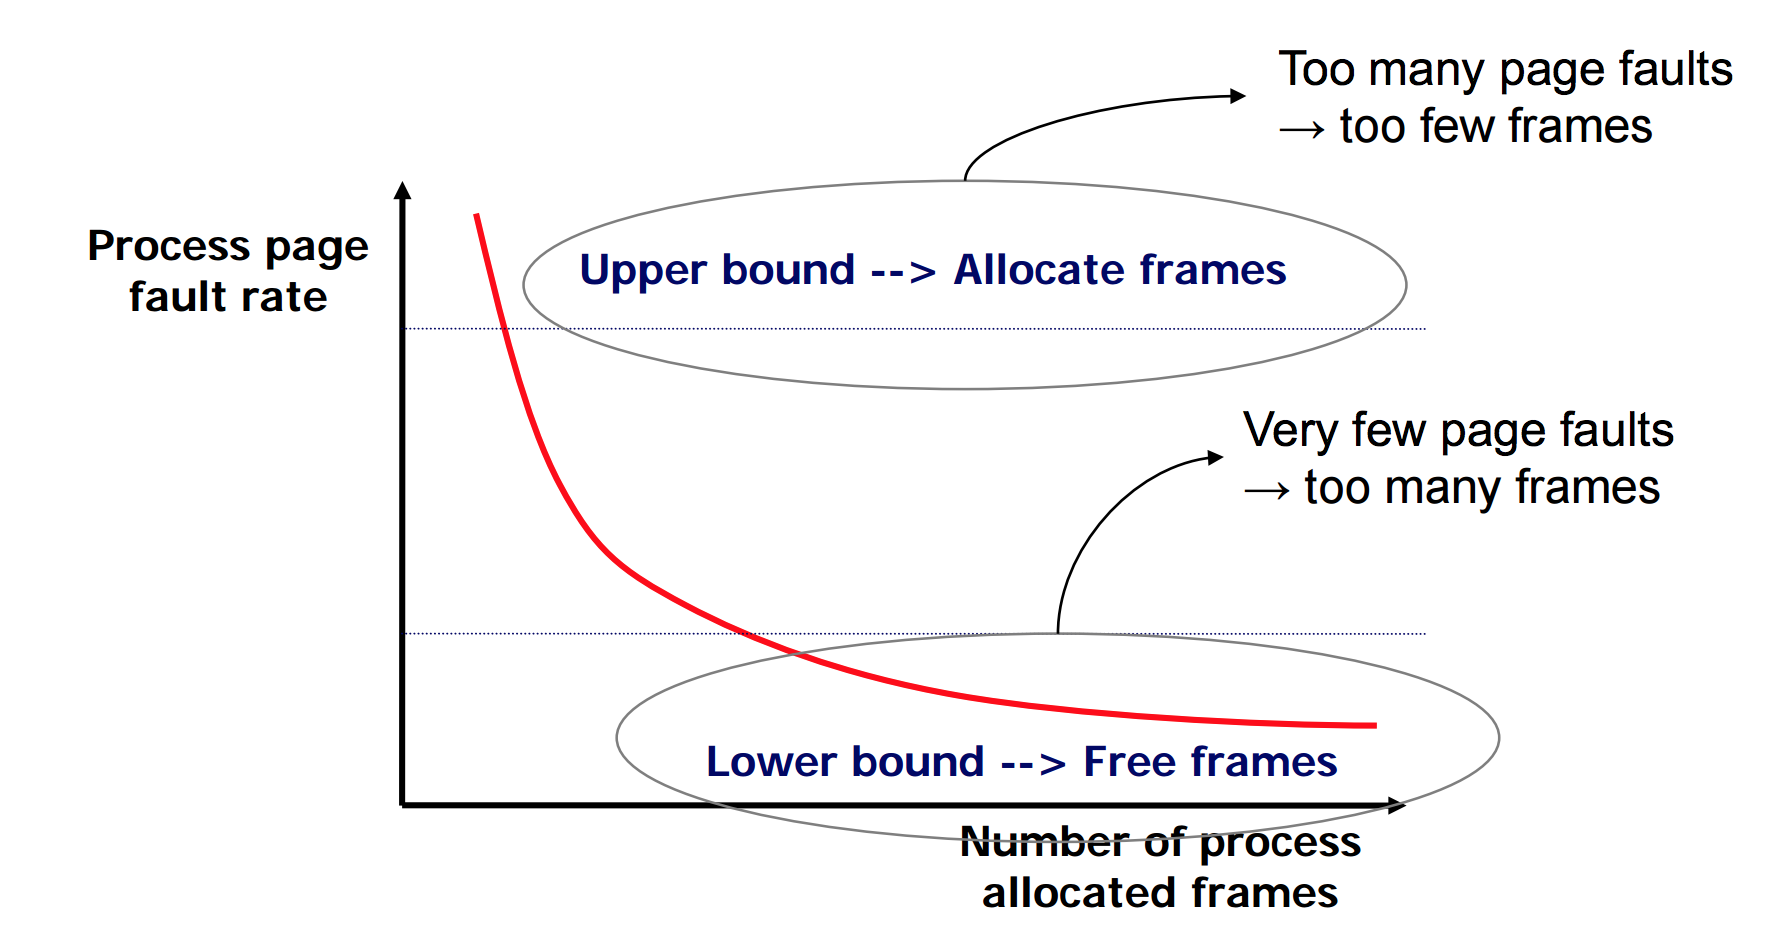 Too many page faults
→ too few frames
Process page
fault rate
Upper bound --> Allocate frames
Very few page faults
→ too many frames
Lower bound --> Free frames
Number of process
allocated frames